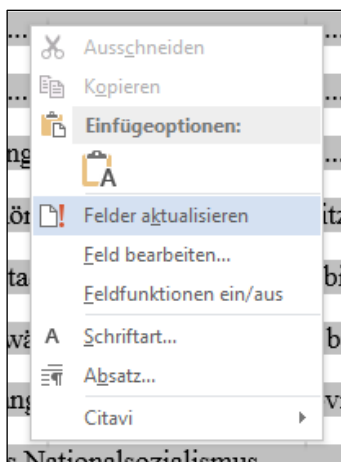 Ausschneiden
Kopieren
Einfügeoptionen:
Felder aktualisieren
Feld bearbeiten...
Feldfunktionen ein/aus
Schriftart...
Absatz...
Citavi
Nationalsozialismus